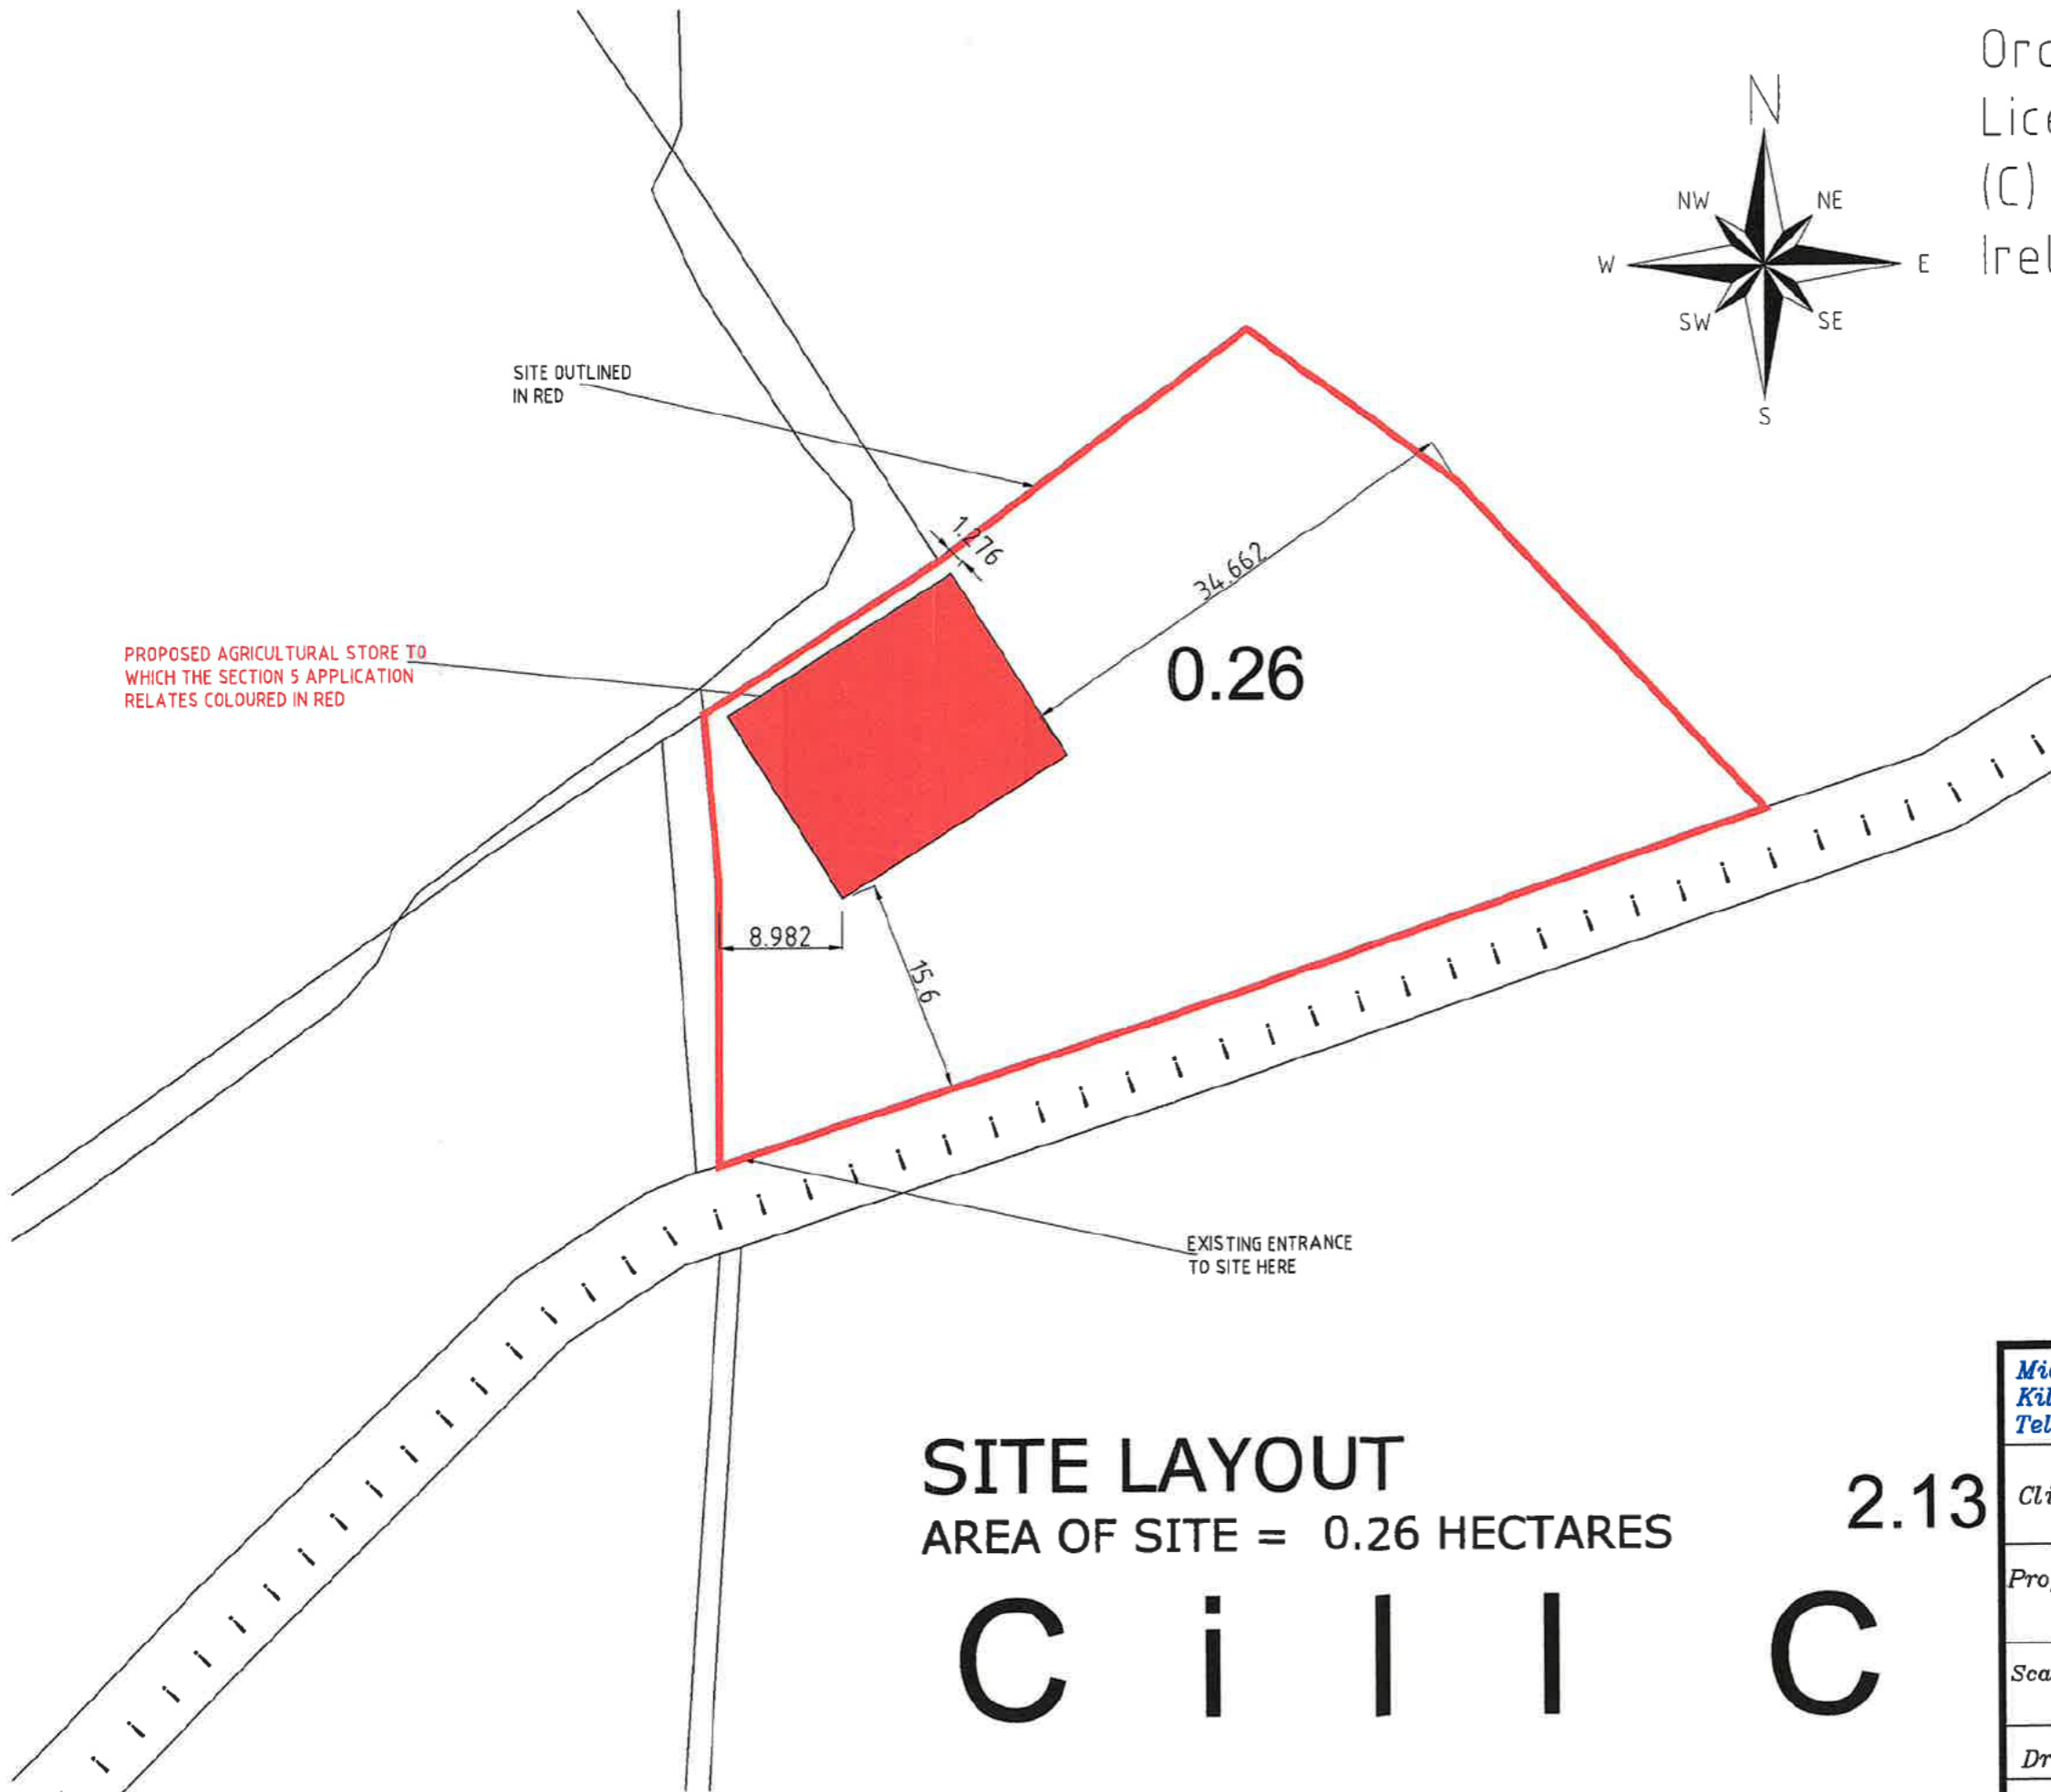 N
NW
NE
W
E
SW
SE
S
(C)
SITE OUTLINED
IN RED
1.276
34.662
0.26
PROPOSED AGRICULTURAL STORE TO
WHICH THE SECTION 5 APPLICATION
RELATES COLOURED IN RED
8.982
15.6
EXISTING ENTRANCE
TO SITE HERE
SITE LAYOUT
AREA OF SITE = 0.26 HECTARES
2.13
C i l l C